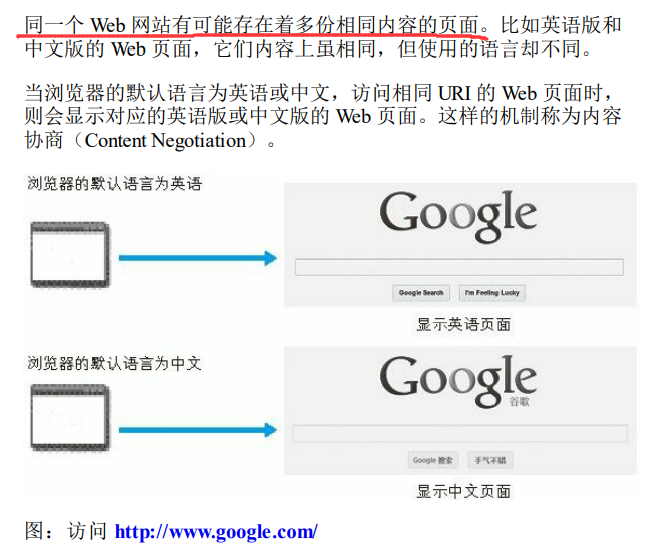 同一个 Web 网站有可能存在着多份相同内容的页面。比如英语版和
中文版的 Web 页面，它们内容上虽相同，但使用的语言却不同。
当浏览器的默认语言为英语或中文，访问相同 URI 的 Web 页面时，
则会显示对应的英语版或中文版的 Web 页面。这样的机制称为内容
协商（Content Negotiation）。
浏览器的默认语言为英语
Google
Google Search
I'm Feeling Lucky
显示英语页面
浏览器的默认语言为中文
Google
谷歌
Google 搜索
手气不错
显示中文页面
图：访问 http://www.google.com/